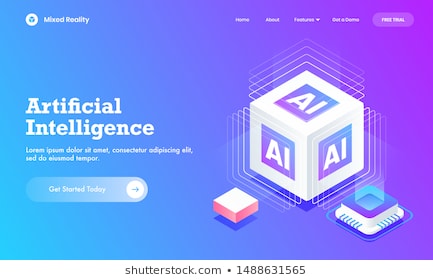 Mixed Reality
Home
About
Features
Get a Demo
FREE TRIAL
Artificial
Intelligence
Lorem ipsum dolor sit amet, consectetur
adipiscing elit, sed do eiusmod tempor.
Get Started Today
AI
AI
AI
shutterstock.com • 1488631565